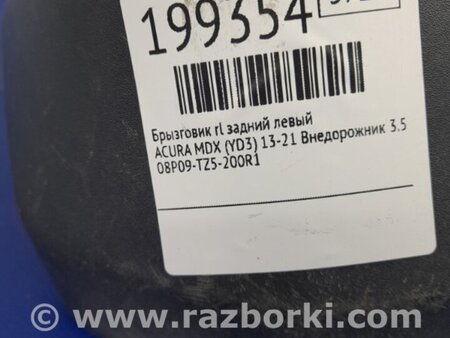 199354
Брызговик rl задний левый
ACURA MDX (YD3) 13-21 Внедорожник 3.5
08P09-TZ5-200R1
© www.razborki.com